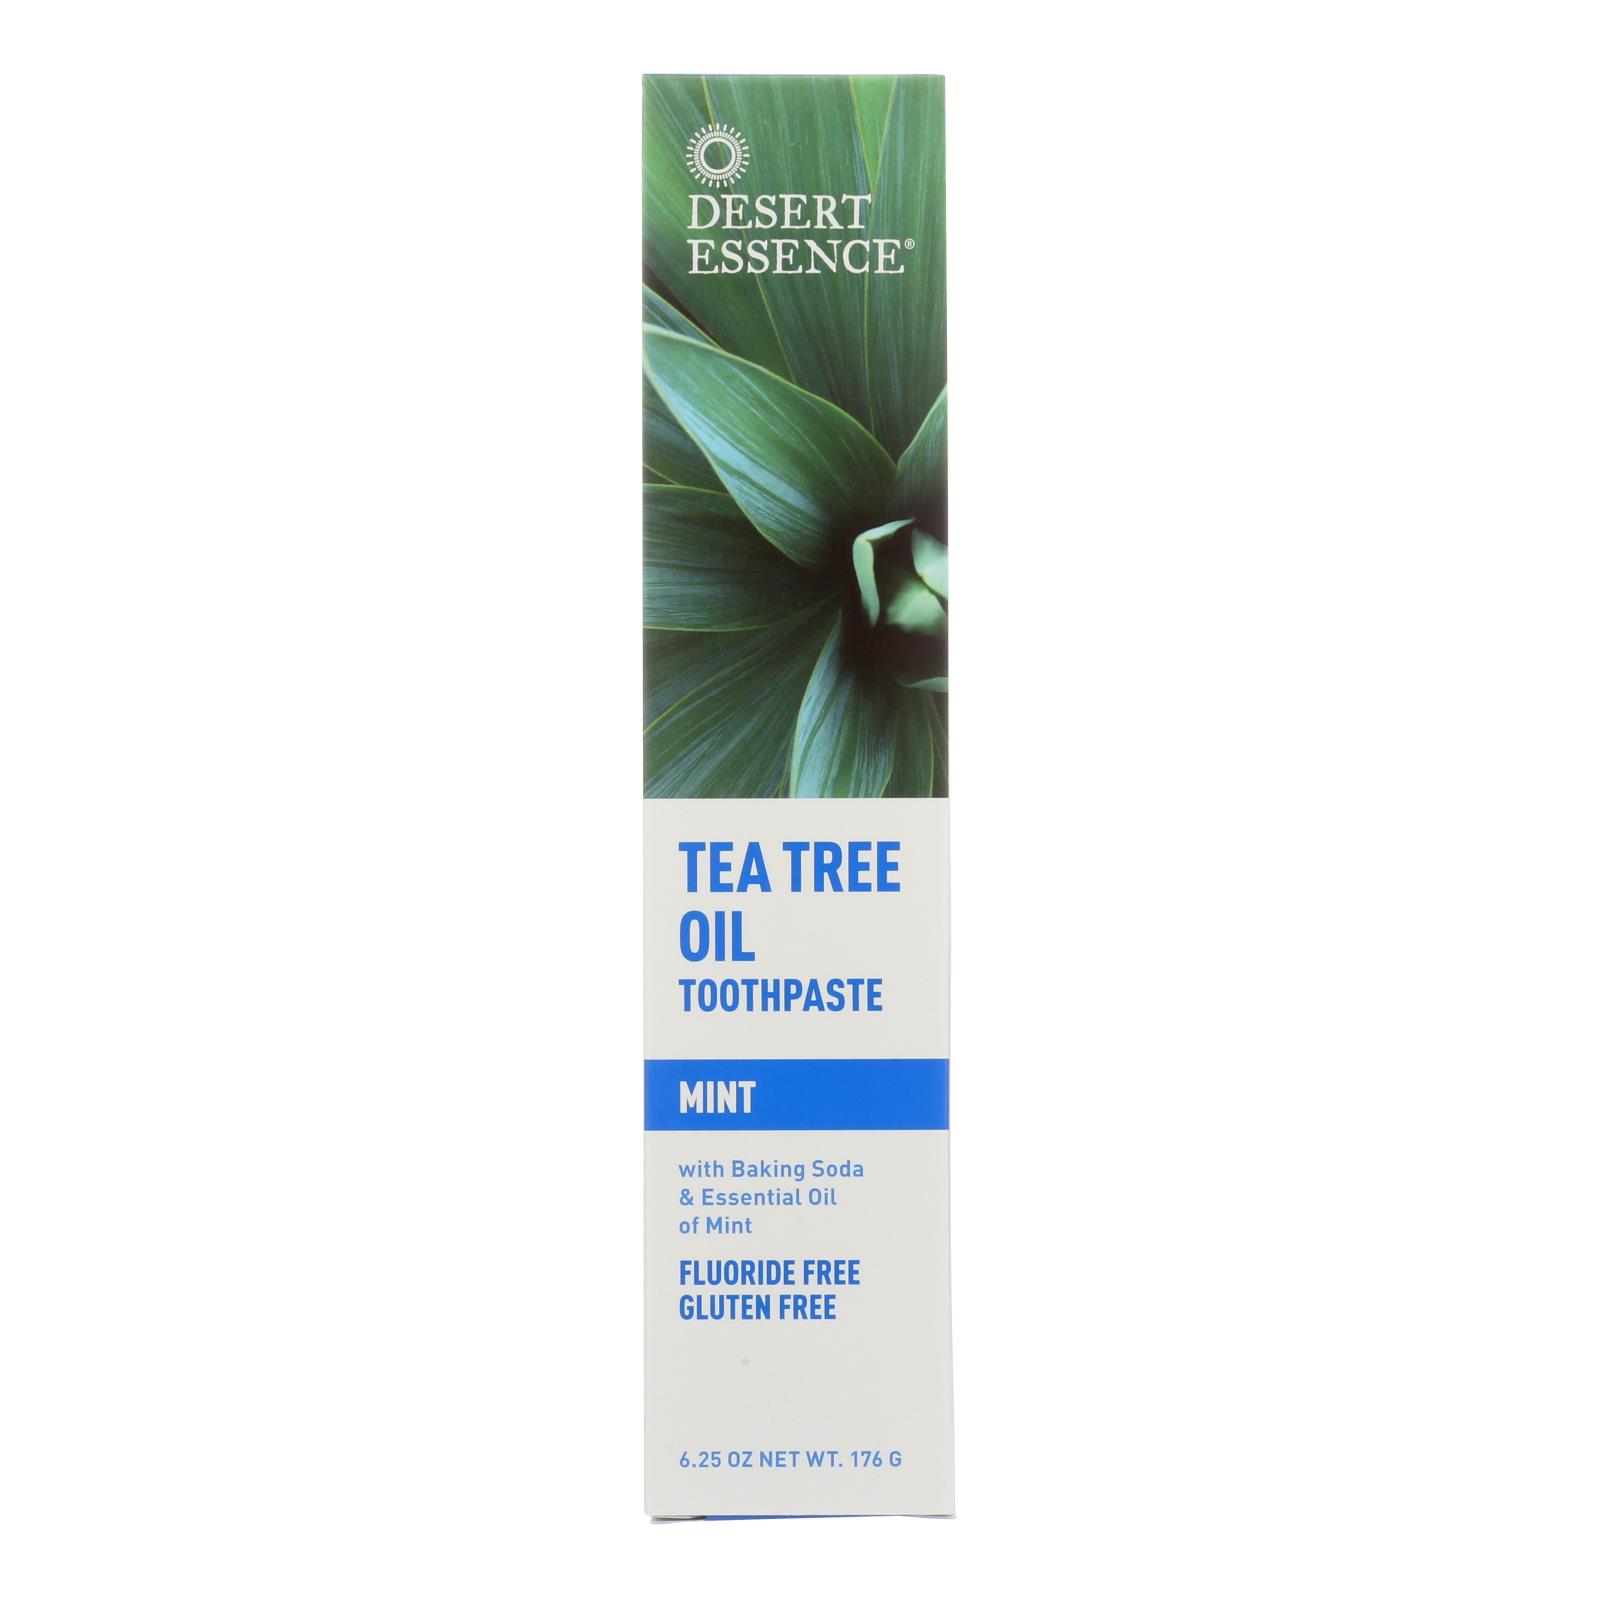 DESERT
ESSENCE®
TEA TREE
OIL
TOOTHPASTE
MINT
with Baking Soda
& Essential Oil
of Mint
FLUORIDE FREE
GLUTEN FREE
6.25 OZ NET WT. 176 G